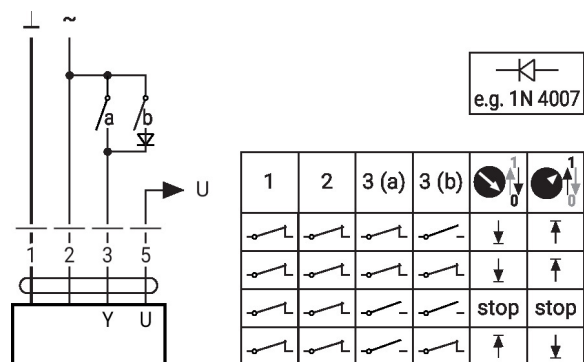 ⊥ ~
a b
U
1 2 3 5
Y U
e.g. 1N 4007
1 2 3 (a) 3 (b) 1 0 1 0
stop stop